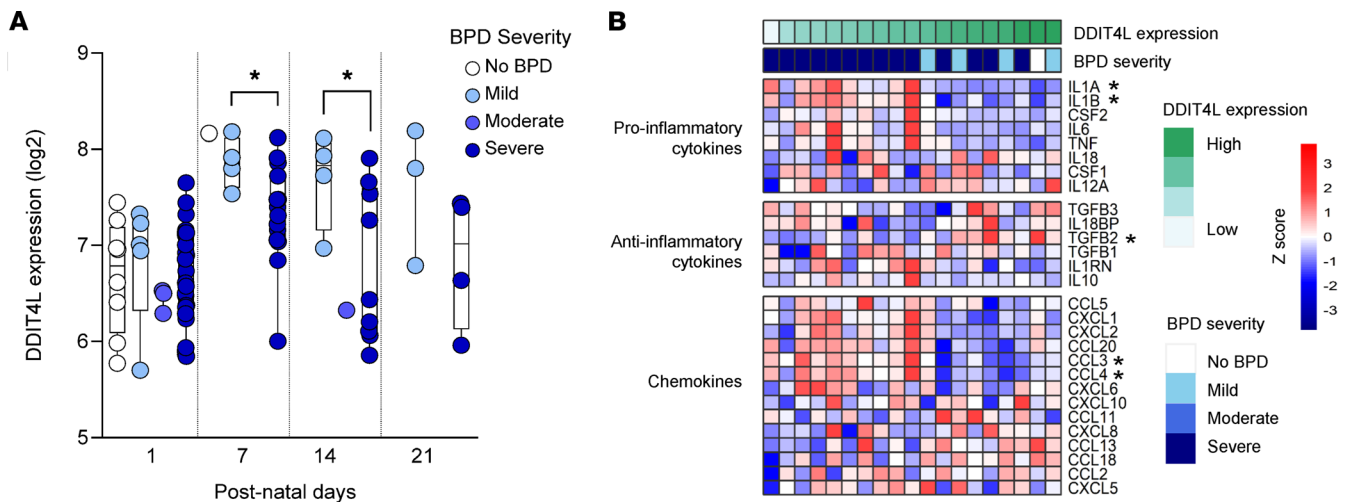 A
DDIT4L expression (log2)
9
8
7
6
5
1 7 14 21
Post-natal days
* *
BPD Severity
No BPD
Mild
Moderate
Severe
B
DDIT4L expression
BPD severity
Pro-inflammatory
cytokines
IL1A *
IL1B *
CSF2
IL6
TNF
IL18
CSF1
IL12A
Anti-inflammatory
cytokines
TGFB3
IL18BP
TGFB2 *
TGFB1
IL1RN
IL10
Chemokines
CCL5
CXCL1
CXCL2
CCL20
CCL3 *
CCL4 *
CXCL6
CXCL10
CCL11
CXCL8
CCL13
CCL18
CCL2
CXCL5
DDIT4L expression
High
Low
Z score
3
2
1
0
-1
-2
-3
BPD severity
No BPD
Mild
Moderate
Severe